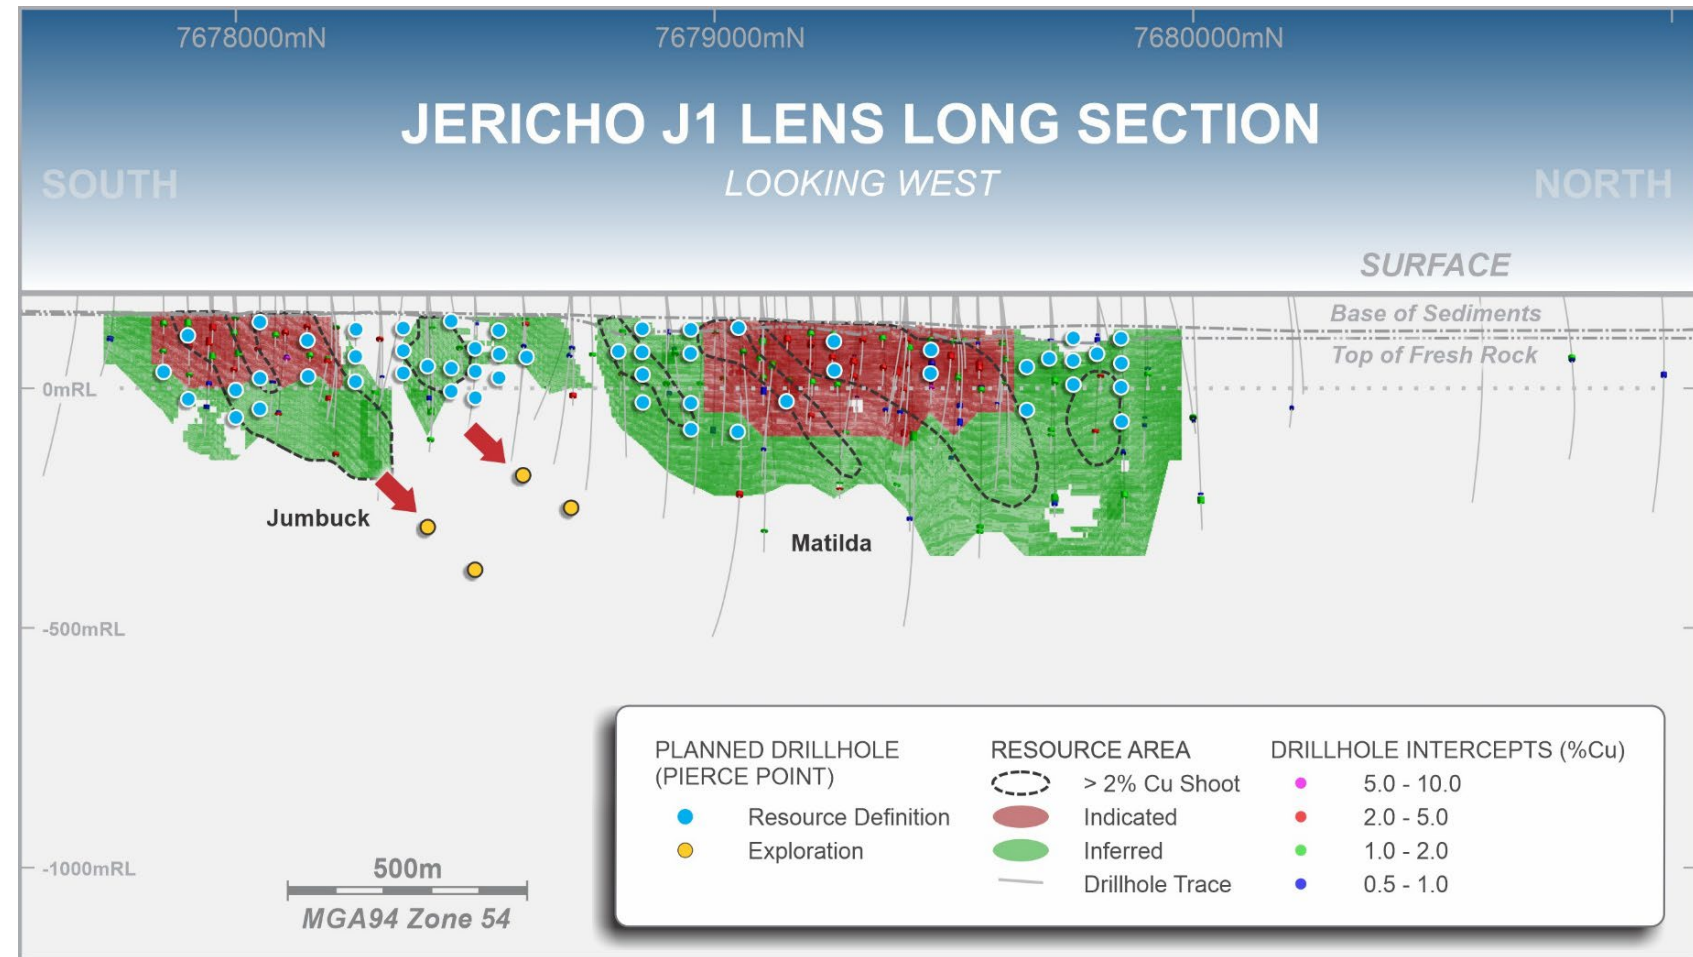 7678000mN
7679000mN
7680000mN
JERICHO J1 LENS LONG SECTION
SOUTH
LOOKING WEST
NORTH
SURFACE
Base of Sediments
Top of Fresh Rock
0mRL
Jumbuck
Matilda
-500mRL
-1000mRL
500m
MGA94 Zone 54
PLANNED DRILLHOLE
(PIERCE POINT)
Resource Definition
Exploration
RESOURCE AREA
> 2% Cu Shoot
Indicated
Inferred
Drillhole Trace
DRILLHOLE INTERCEPTS (%Cu)
5.0 - 10.0
2.0 - 5.0
1.0 - 2.0
0.5 - 1.0